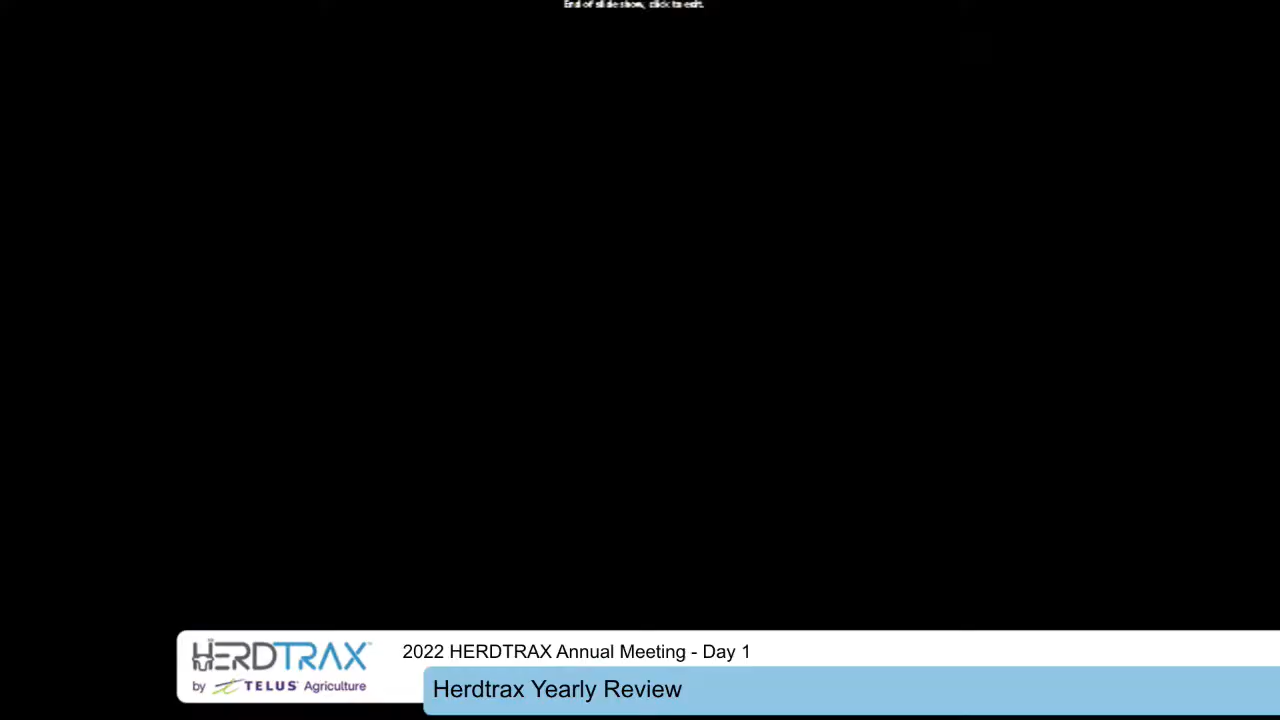 End of slide show, click to exit.
HERDTRAX™
by TELUS® Agriculture
2022 HERDTRAX Annual Meeting - Day 1
Herdtrax Yearly Review